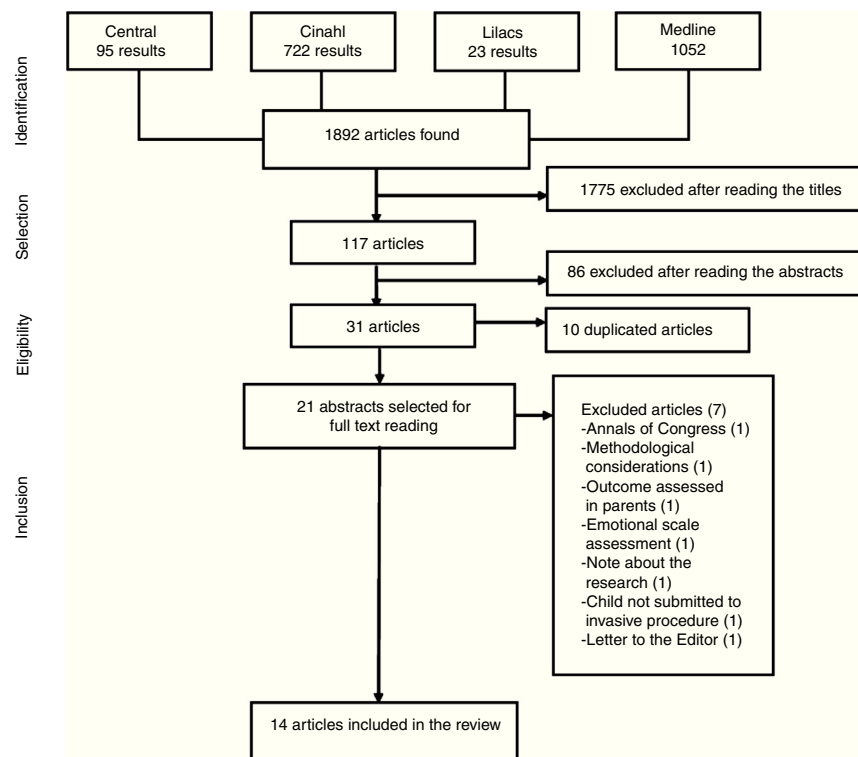 Central
95 results
Cinahl
722 results
Lilacs
23 results
Medline
1052
Identification
1892 articles found
1775 excluded after reading the titles
Selection
117 articles
86 excluded after reading the abstracts
Eligibility
31 articles
10 duplicated articles
21 abstracts selected for
full text reading
Excluded articles (7)
-Annals of Congress (1)
-Methodological
considerations (1)
-Outcome assessed
in parents (1)
-Emotional scale
assessment (1)
-Note about the
research (1)
-Child not submitted to
invasive procedure (1)
-Letter to the Editor (1)
Inclusion
14 articles included in the review